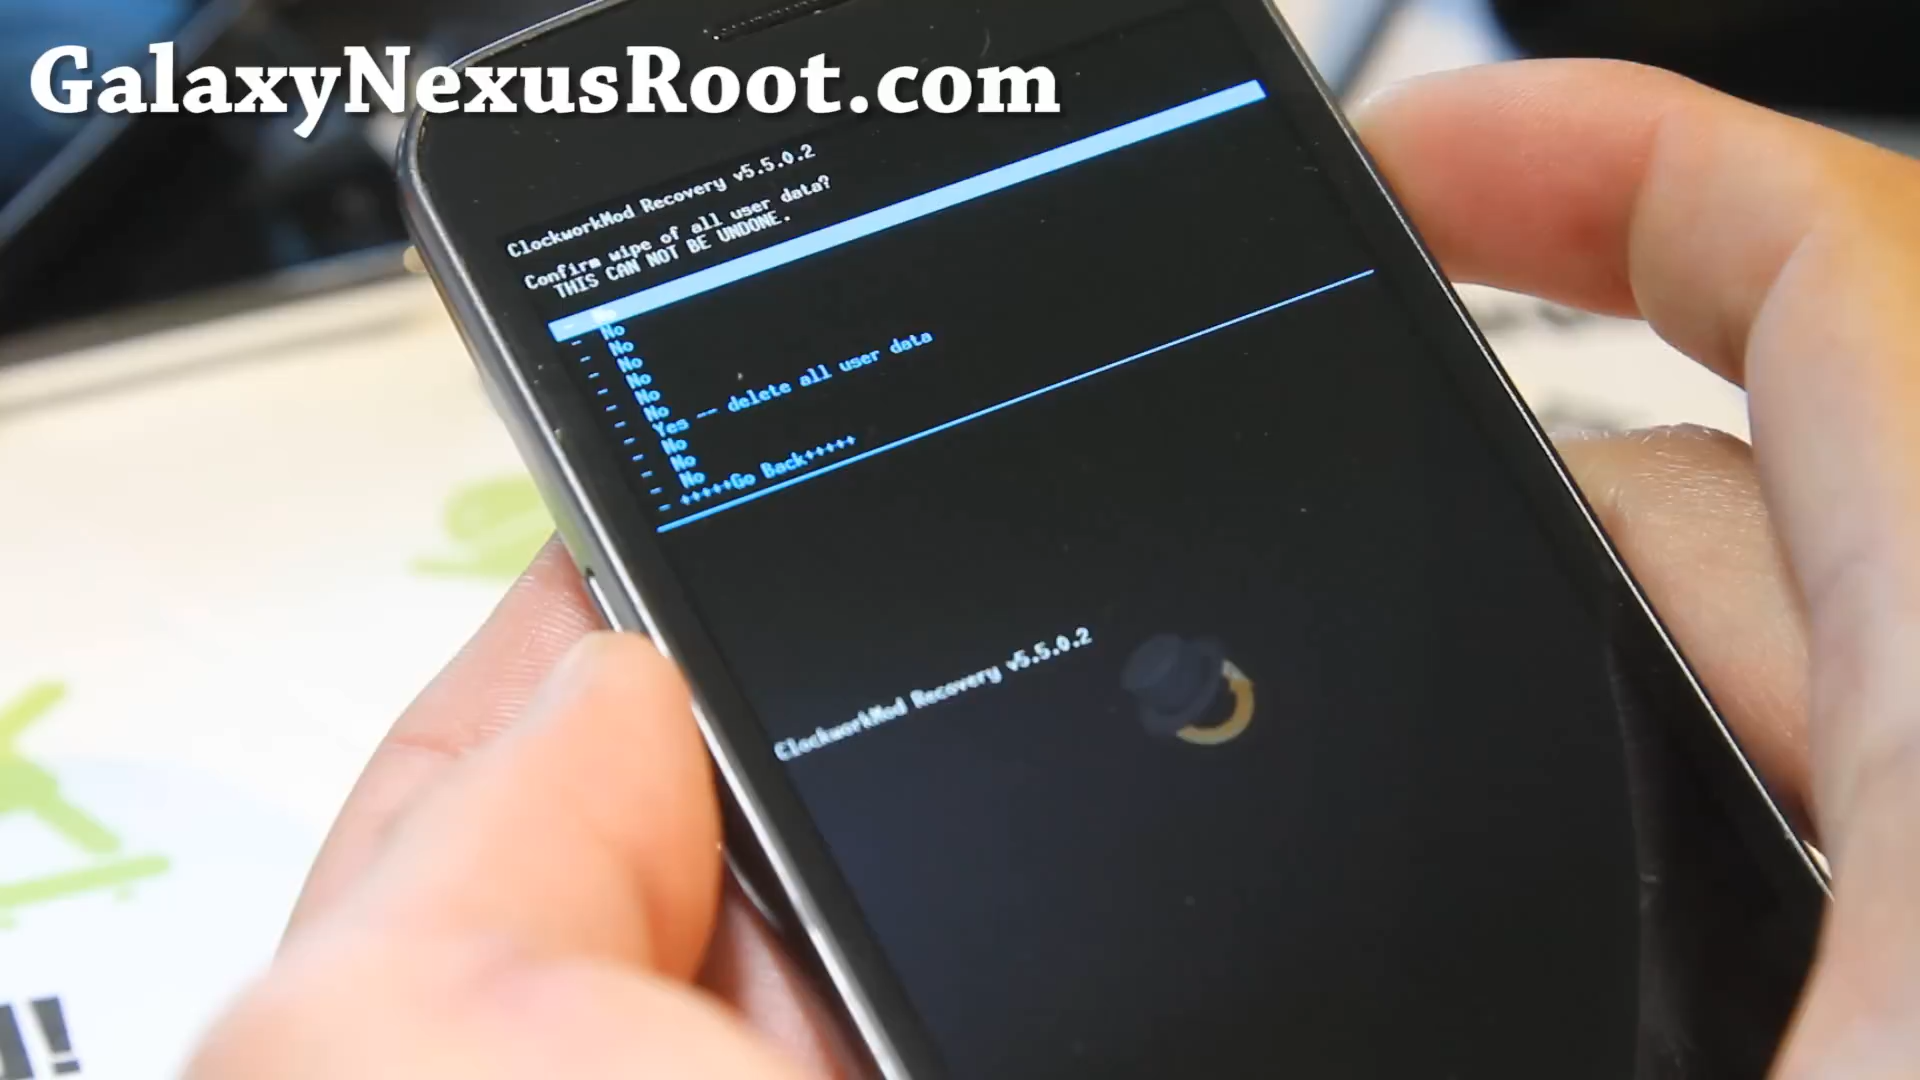 GalaxyNexusRoot.com
ClockworkMod Recovery v5.5.0.2
Confirm wipe of all user data?
THIS CAN NOT BE UNDONE.
- No
- No
- No
- No
- No
- No
- No
- Yes -- delete all user data
- No
- No
- No
- +++++Go Back+++++
ClockworkMod Recovery v5.5.0.2